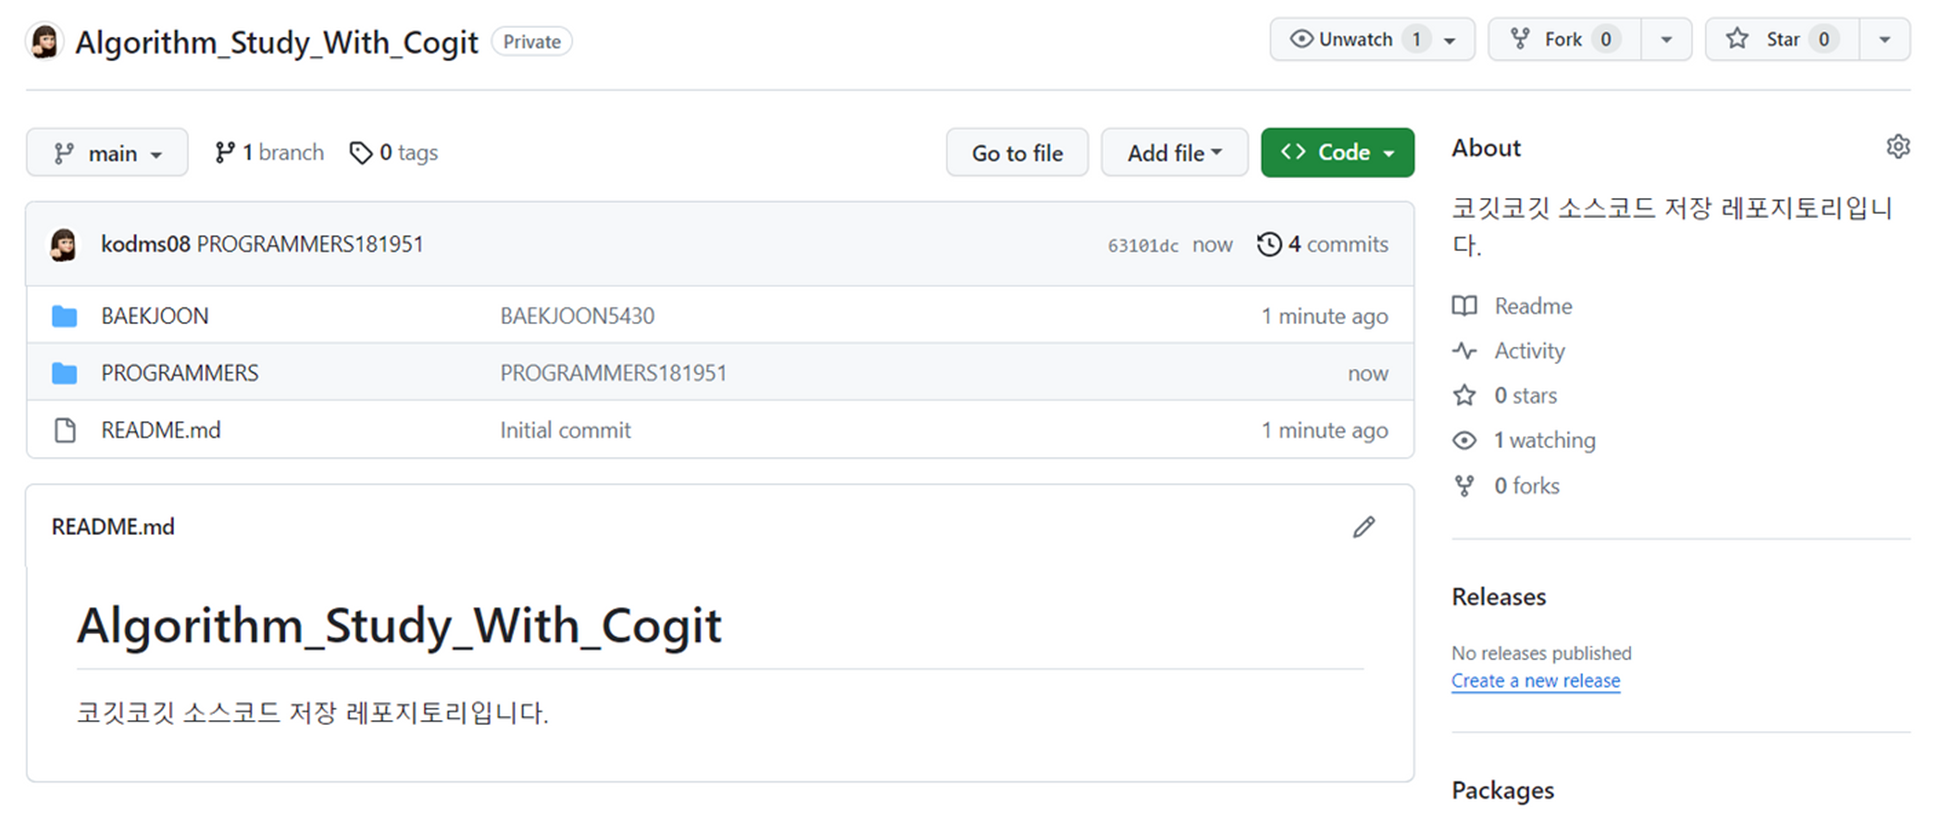 Algorithm_Study_With_Cogit Private
Unwatch 1
Fork 0
Star 0
main
1 branch
0 tags
Go to file
Add file
Code
kodms08 PROGRAMMERS181951
63101dc now
4 commits
BAEKJOON BAEKJOON5430 1 minute ago
PROGRAMMERS PROGRAMMERS181951 now
README.md Initial commit 1 minute ago
README.md
Algorithm_Study_With_Cogit
코깃코깃 소스코드 저장 레포지토리입니다.
About
코깃코깃 소스코드 저장 레포지토리입니
다.
Readme
Activity
0 stars
1 watching
0 forks
Releases
No releases published
Create a new release
Packages